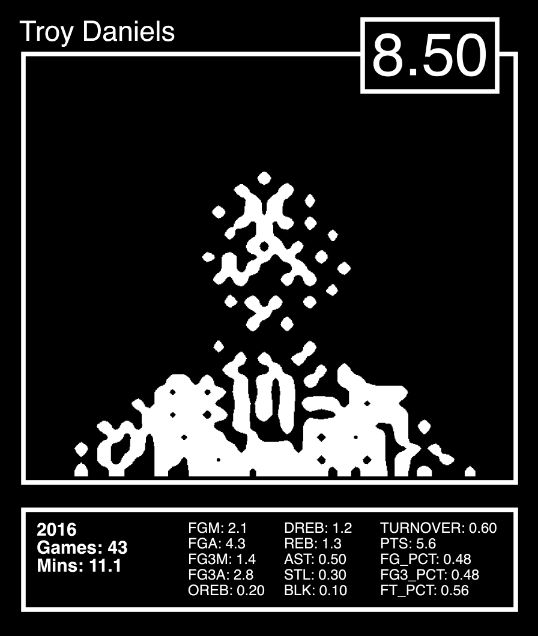 Troy Daniels
8.50
2016
Games: 43
Mins: 11.1
FGM: 2.1
FGA: 4.3
FG3M: 1.4
FG3A: 2.8
OREB: 0.20
DREB: 1.2
REB: 1.3
AST: 0.50
STL: 0.30
BLK: 0.10
TURNOVER: 0.60
PTS: 5.6
FG_PCT: 0.48
FG3_PCT: 0.48
FT_PCT: 0.56